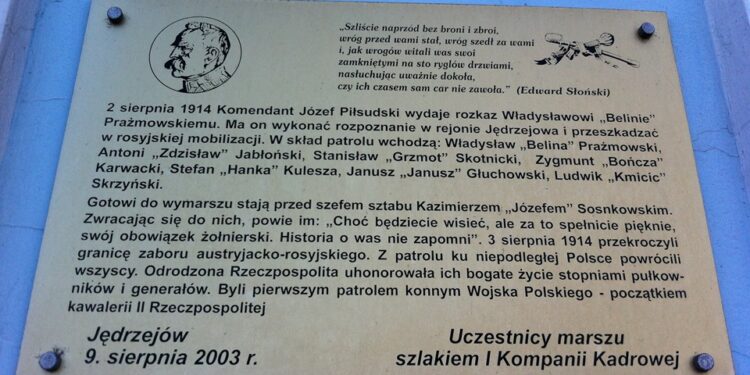 „Szliście naprzód bez broni i zbroi,
wróg przed wami stał, wróg szedł za wami
i, jak wrogów witali was swoi
zamkniętymi na sto ryglów drzwiami,
nasłuchując uważnie dokoła,
czy ich czasem sam car nie zawoła.” (Edward Słoński)
2 sierpnia 1914 Komendant Józef Piłsudski wydaje rozkaz Władysławowi „Belinie”
Prażmowskiemu. Ma on wykonać rozpoznanie w rejonie Jędrzejowa i przeszkadzać
w rosyjskiej mobilizacji. W skład patrolu wchodzą: Władysław „Belina” Prażmowski,
Antoni „Zdzisław” Jabłoński, Stanisław „Grzmot” Skotnicki, Zygmunt „Bończa”
Karwacki, Stefan „Hanka” Kulesza, Janusz „Janusz” Głuchowski, Ludwik „Kmicic”
Skrzyński.
Gotowi do wymarszu stają przed szefem sztabu Kazimierzem „Józefem” Sosnkowskim.
Zwracając się do nich, powie im: „Choć będziecie wisieć, ale za to spełnicie pięknie,
swój obowiązek żołnierski. Historia o was nie zapomni”. 3 sierpnia 1914 przekroczyli
granicę zaboru austryjacko-rosyjskiego. Z patrolu ku niepodległej Polsce powrócili
wszyscy. Odrodzona Rzeczpospolita uhonorowała ich bogate życie stopniami pułkow-
ników i generałów. Byli pierwszym patrolem konnym Wojska Polskiego - początkiem
kawalerii II Rzeczpospolitej
Jędrzejów
9. sierpnia 2003 r.
Uczestnicy marszu
szlakiem I Kompanii Kadrowej